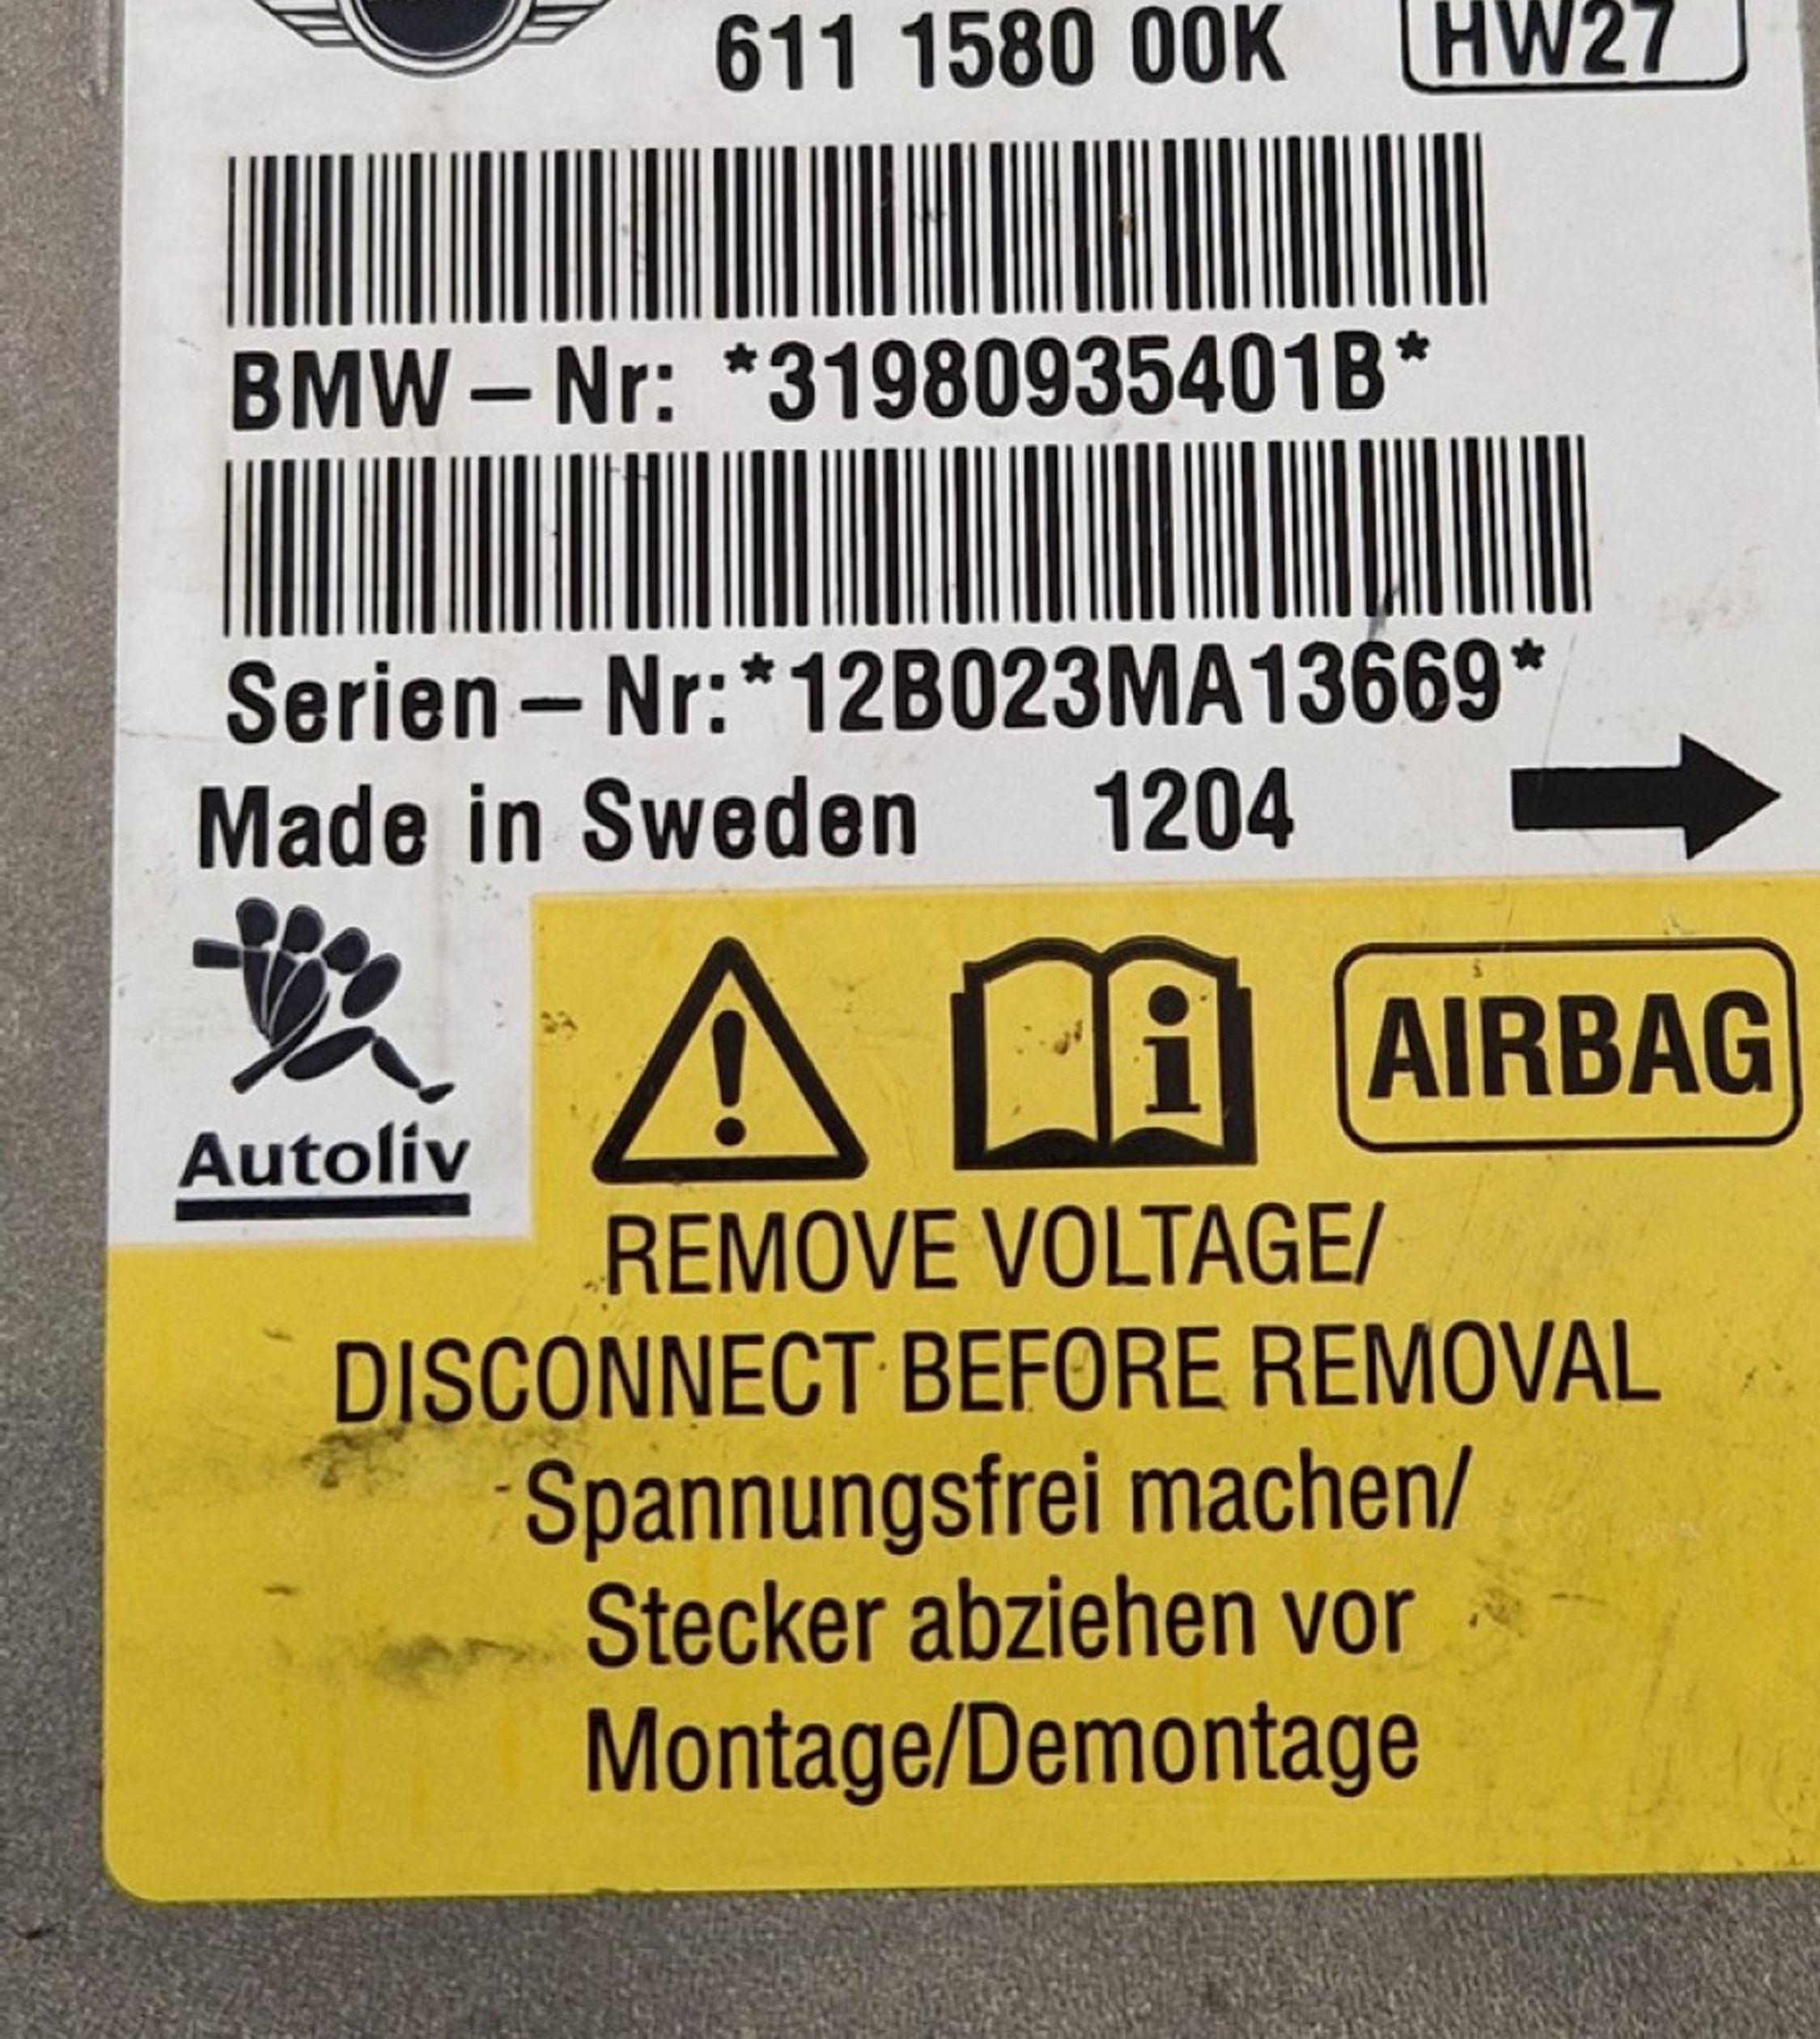 611 1580 00K HW27
BMW – Nr: *31980935401B*
Serien – Nr:*12B023MA13669*
Made in Sweden 1204
AIRBAG
Autoliv
REMOVE VOLTAGE/
DISCONNECT BEFORE REMOVAL
Spannungsfrei machen/
Stecker abziehen vor
Montage/Demontage